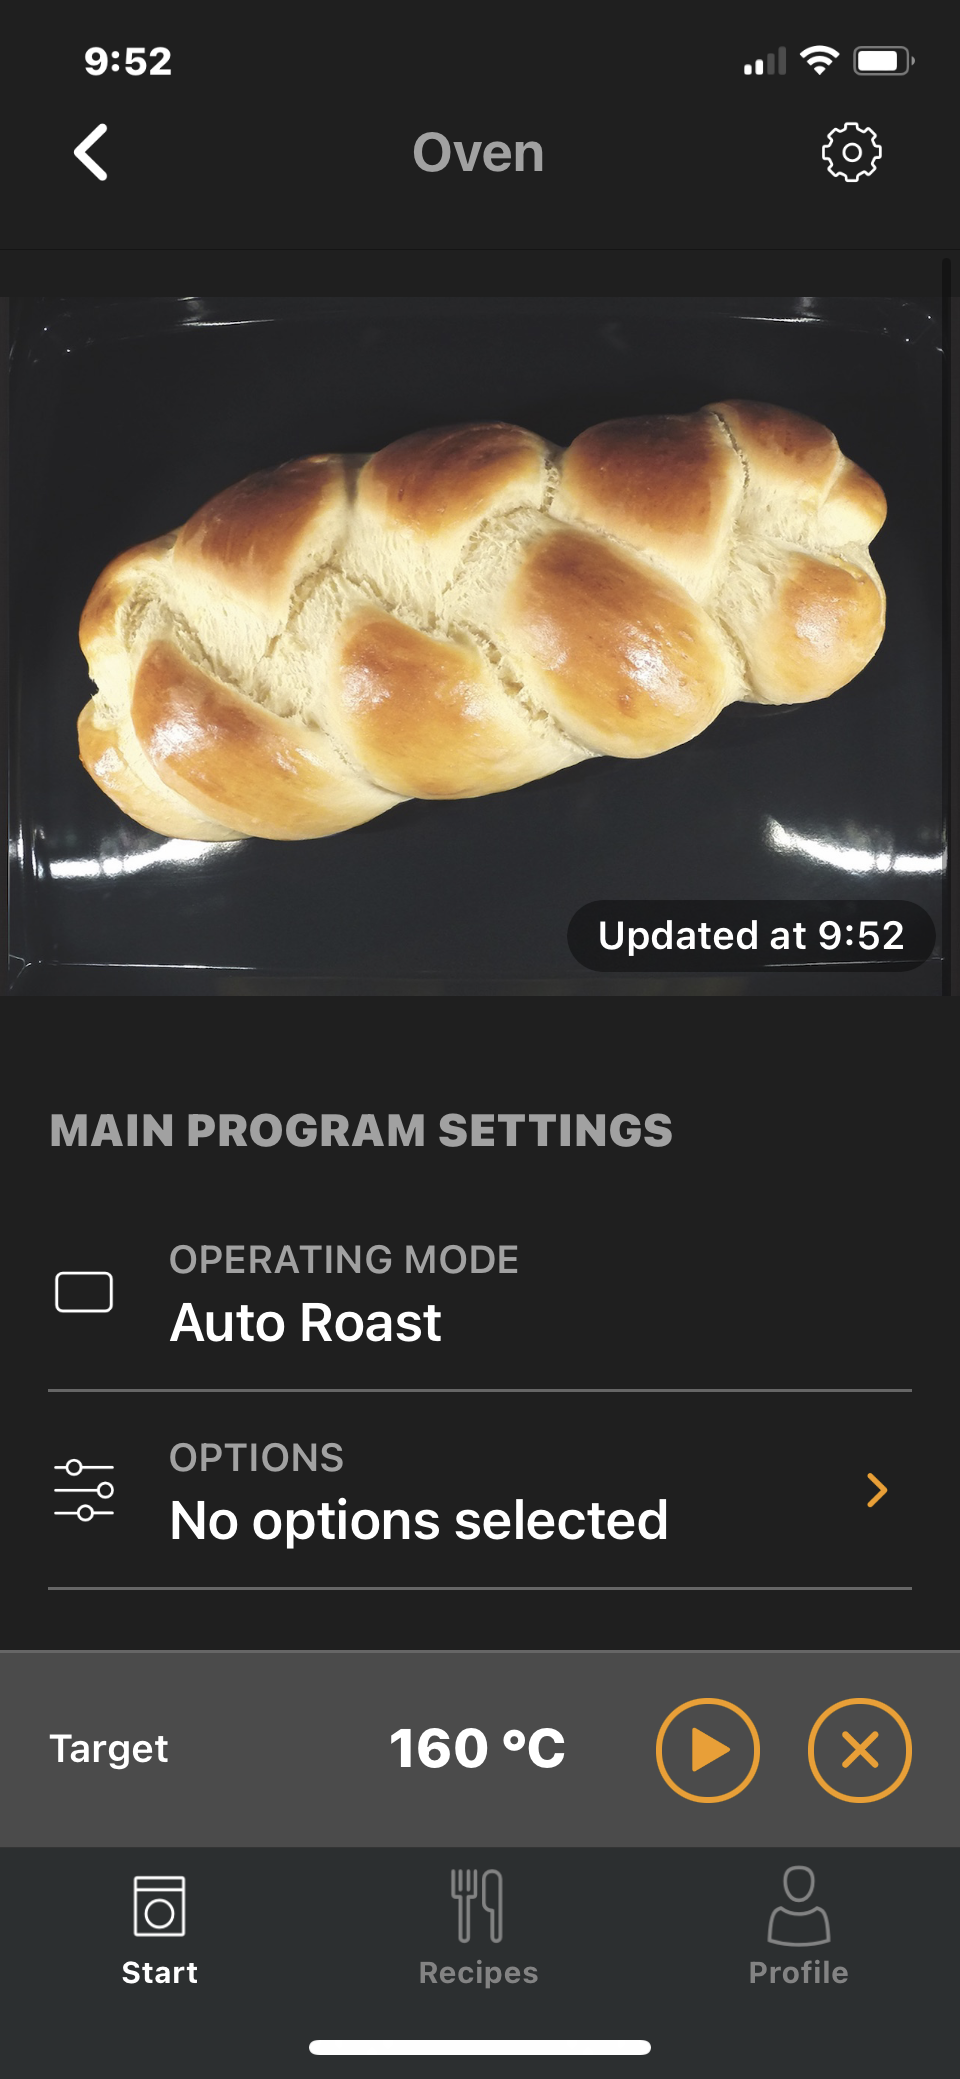 9:52
Oven
Updated at 9:52
MAIN PROGRAM SETTINGS
OPERATING MODE
Auto Roast
OPTIONS
No options selected
Target 160 °C
Start Recipes Profile